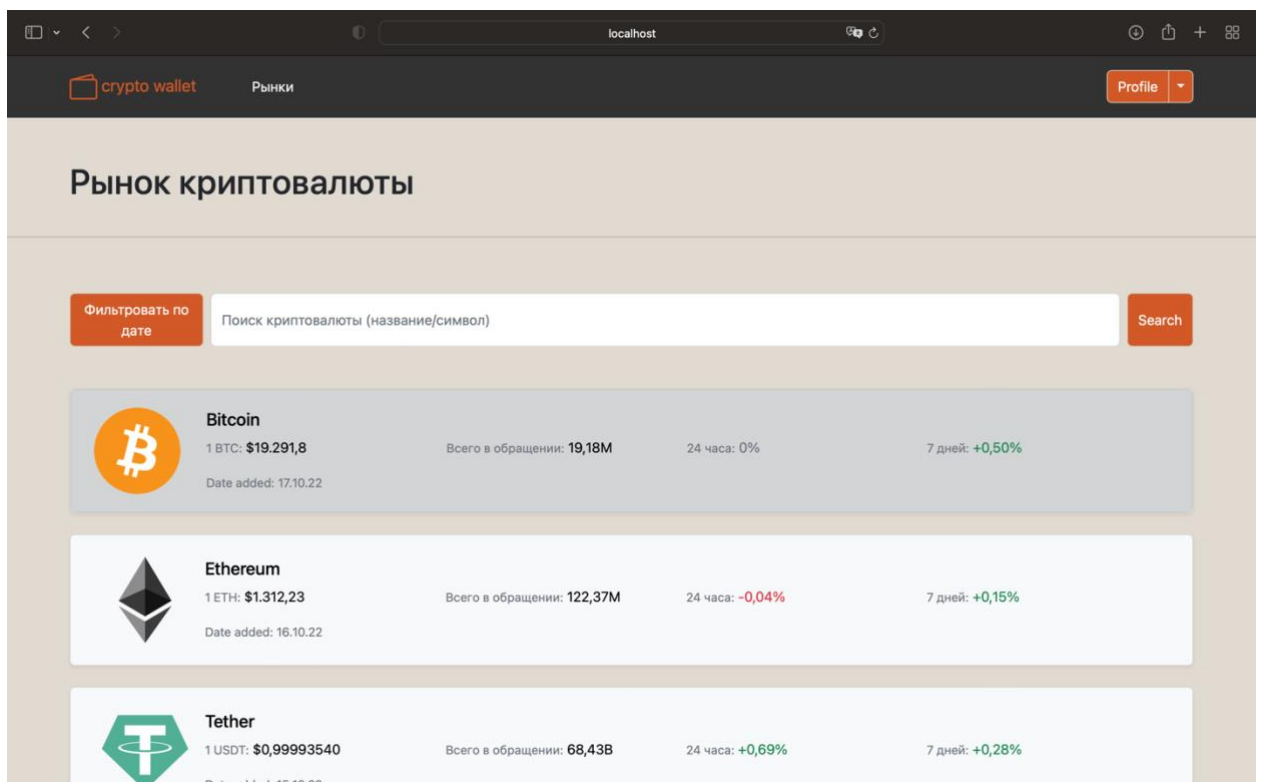 localhost
crypto wallet
Рынки
Profile
Рынок криптовалюты
Фильтровать по
дате
Поиск криптовалюты (название/символ)
Search
Bitcoin
1 BTC: $19.291,8
Всего в обращении: 19,18M
24 часа: 0%
7 дней: +0,50%
Date added: 17.10.22
Ethereum
1 ETH: $1.312,23
Всего в обращении: 122,37M
24 часа: -0,04%
7 дней: +0,15%
Date added: 16.10.22
Tether
1 USDT: $0,99993540
Всего в обращении: 68,43B
24 часа: +0,69%
7 дней: +0,28%